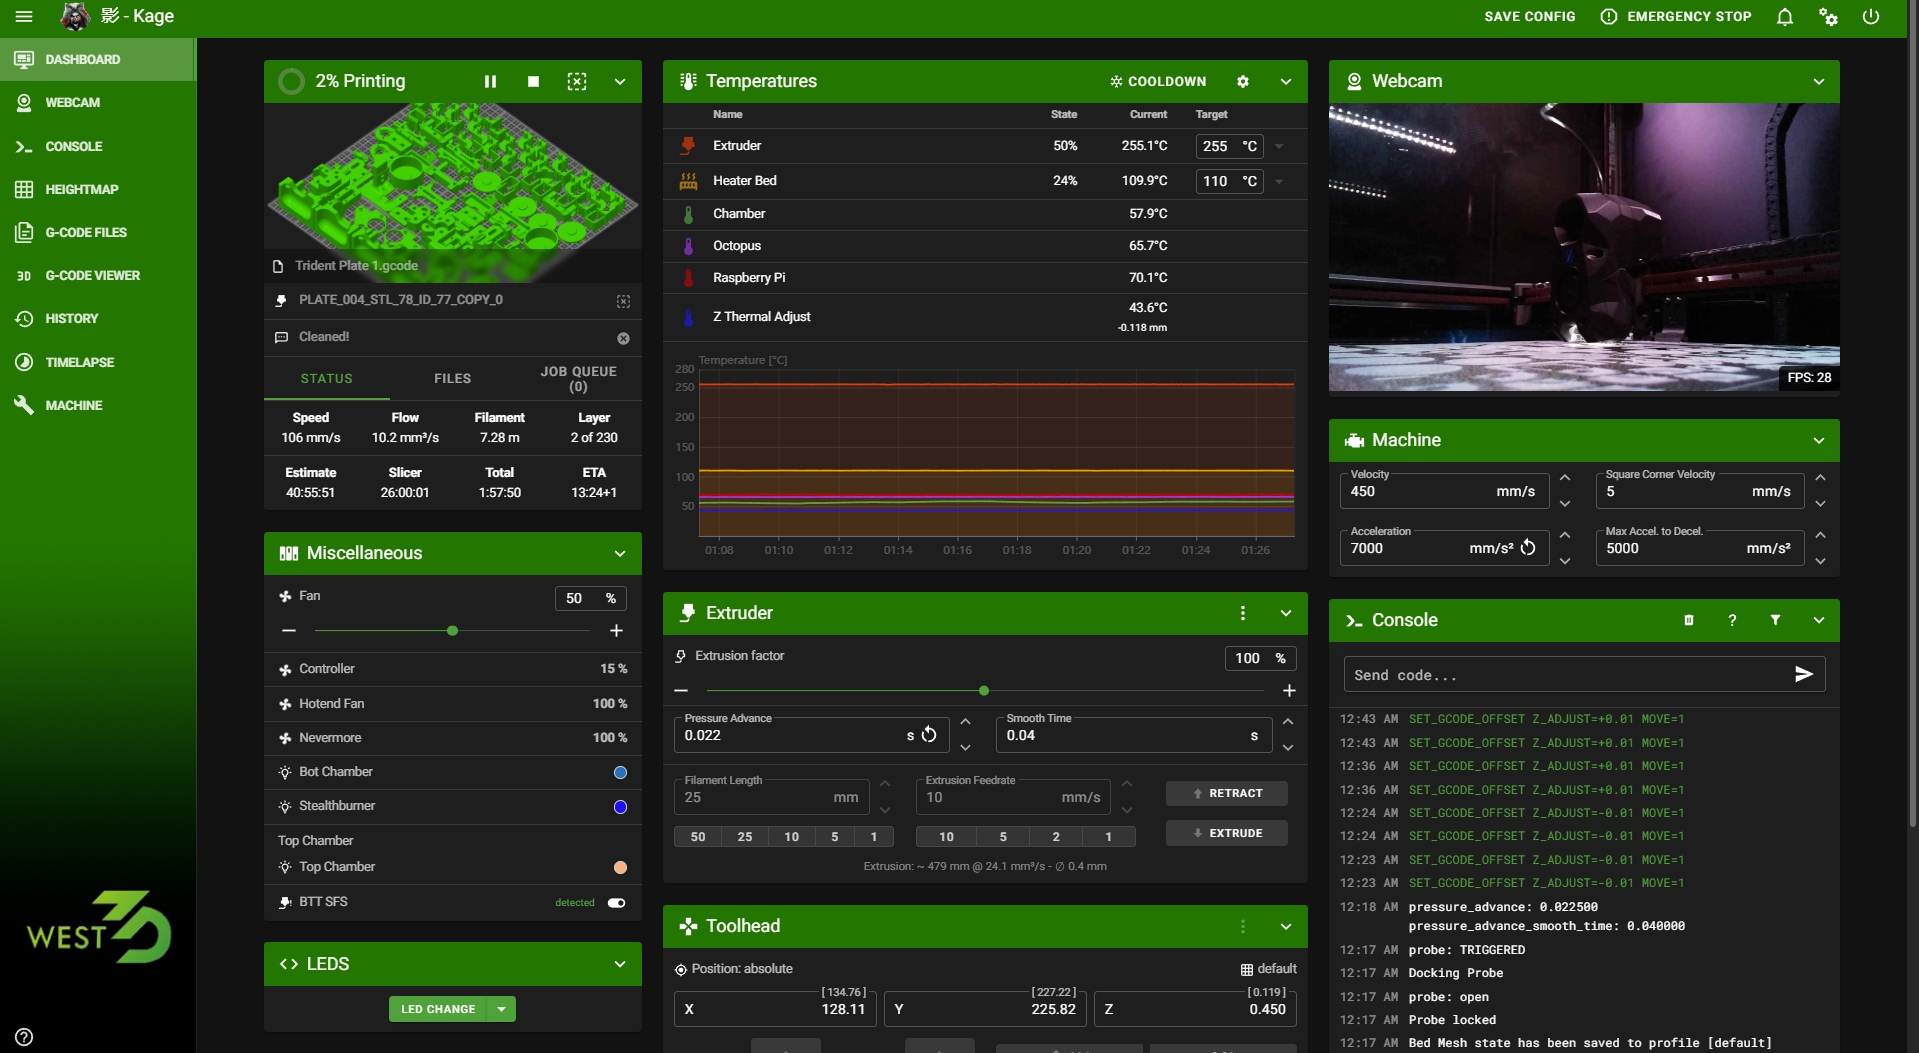 影 - Kage
SAVE CONFIG
EMERGENCY STOP
DASHBOARD
WEBCAM
CONSOLE
HEIGHTMAP
G-CODE FILES
3D G-CODE VIEWER
HISTORY
TIMELAPSE
MACHINE
WEST3D
2% Printing
Trident Plate 1.gcode
PLATE_004_STL_78_ID_77_COPY_0
Cleaned!
STATUS FILES JOB QUEUE
(0)
Speed Flow Filament Layer
106 mm/s 10.2 mm³/s 7.28 m 2 of 230
Estimate Slicer Total ETA
40:55:51 26:00:01 1:57:50 13:24+1
Miscellaneous
Fan 50 %
Controller 15 %
Hotend Fan 100 %
Nevermore 100 %
Bot Chamber
Stealthburner
Top Chamber
Top Chamber
BTT SFS detected
LEDS
LED CHANGE
Temperatures COOLDOWN
Name State Current Target
Extruder 50% 255.1°C 255 °C
Heater Bed 24% 109.9°C 110 °C
Chamber 57.9°C
Octopus 65.7°C
Raspberry Pi 70.1°C
Z Thermal Adjust 43.6°C
-0.118 mm
Temperature [°C]
280
250
200
150
100
50
01:08 01:10 01:12 01:14 01:16 01:18 01:20 01:22 01:24 01:26
Extruder
Extrusion factor 100 %
Pressure Advance Smooth Time
0.022 s 0.04 s
Filament Length Extrusion Feedrate
25 mm 10 mm/s
RETRACT
50 25 10 5 1 10 5 2 1
EXTRUDE
Extrusion: ~ 479 mm @ 24.1 mm³/s - ∅ 0.4 mm
Toolhead
Position: absolute default
[ 134.76 ] [ 227.22 ] [ 0.119 ]
X 128.11 Y 225.82 Z 0.450
Webcam
FPS: 28
Machine
Velocity Square Corner Velocity
450 mm/s 5 mm/s
Acceleration Max Accel. to Decel.
7000 mm/s² 5000 mm/s²
Console ?
Send code...
12:43 AM SET_GCODE_OFFSET Z_ADJUST=+0.01 MOVE=1
12:43 AM SET_GCODE_OFFSET Z_ADJUST=+0.01 MOVE=1
12:36 AM SET_GCODE_OFFSET Z_ADJUST=+0.01 MOVE=1
12:36 AM SET_GCODE_OFFSET Z_ADJUST=+0.01 MOVE=1
12:24 AM SET_GCODE_OFFSET Z_ADJUST=-0.01 MOVE=1
12:24 AM SET_GCODE_OFFSET Z_ADJUST=-0.01 MOVE=1
12:23 AM SET_GCODE_OFFSET Z_ADJUST=-0.01 MOVE=1
12:23 AM SET_GCODE_OFFSET Z_ADJUST=-0.01 MOVE=1
12:18 AM pressure_advance: 0.022500
pressure_advance_smooth_time: 0.040000
12:17 AM probe: TRIGGERED
12:17 AM Docking Probe
12:17 AM probe: open
12:17 AM Probe locked
12:17 AM Bed Mesh state has been saved to profile [default]